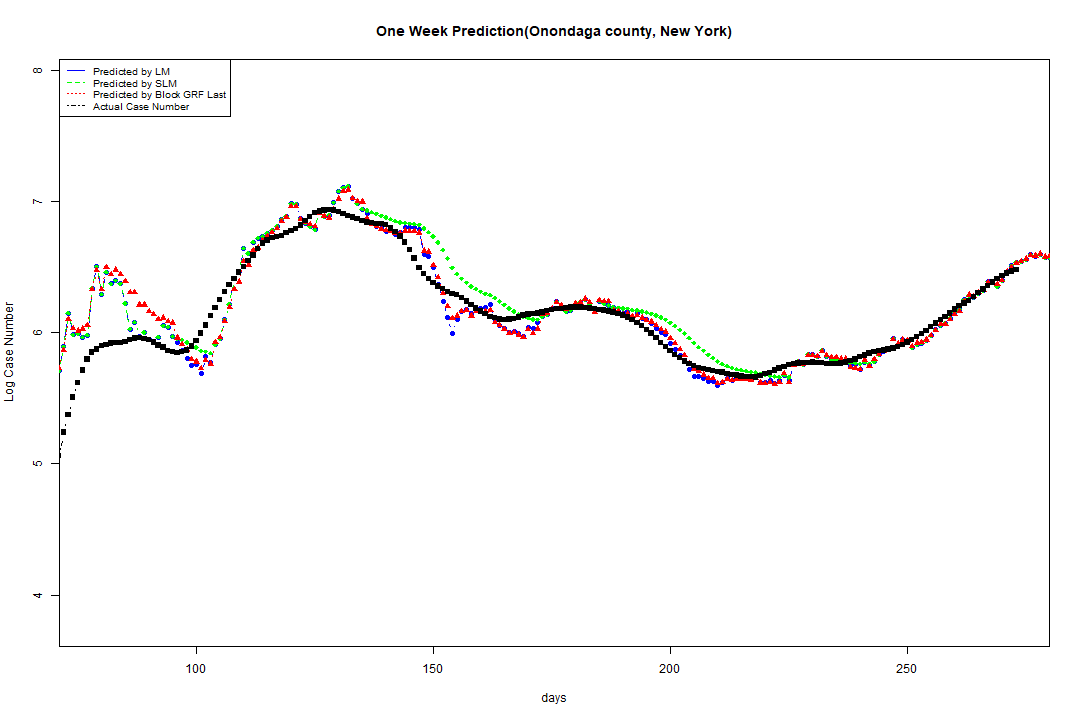 One Week Prediction(Onondaga county, New York)
Predicted by LM
Predicted by SLM
Predicted by Block GRF Last
Actual Case Number
8
7
6
5
4
Log Case Number
100
150
200
250
days